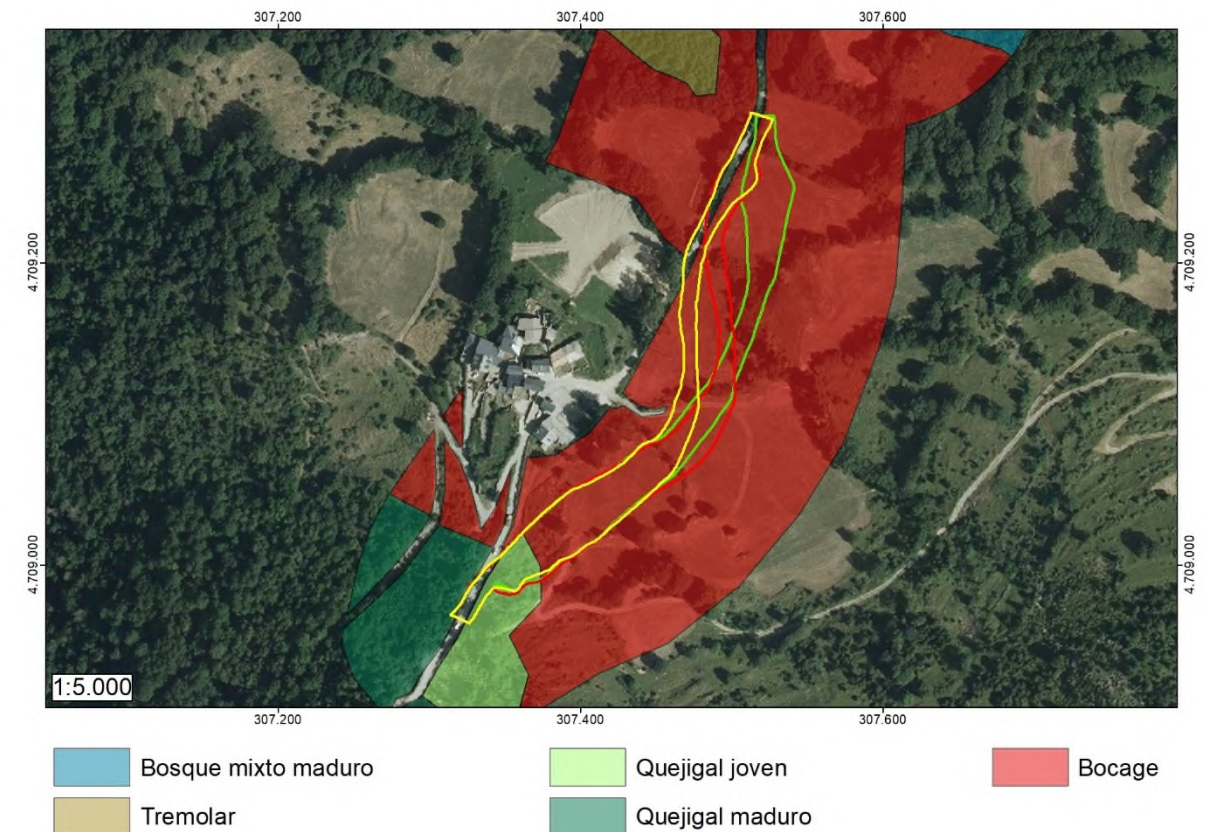 307.200 307.400 307.600
4.709.200 4.709.200
4.709.000 4.709.000
1:5.000
307.200 307.400 307.600
Bosque mixto maduro Quejigal joven Bocage
Tremolar Quejigal maduro